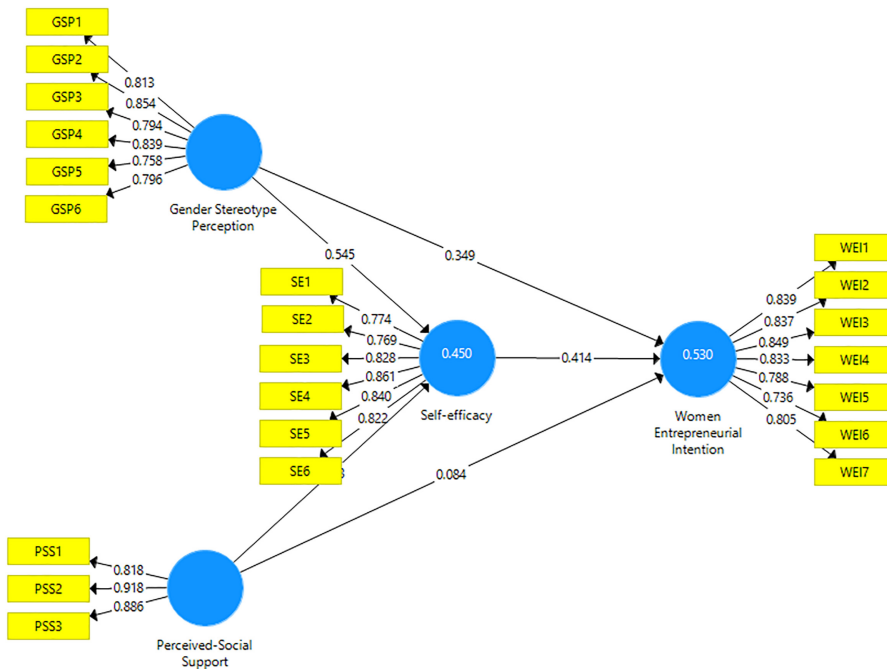 GSP1
GSP2
GSP3
GSP4
GSP5
GSP6
0.813
0.854
0.794
0.839
0.758
0.796
Gender Stereotype
Perception
0.545
0.349
SE1
SE2
SE3
SE4
SE5
SE6
0.774
0.769
0.828
0.861
0.840
0.822
0.450
Self-efficacy
0.414
0.084
0.530
Women
Entrepreneurial
Intention
WEI1
WEI2
WEI3
WEI4
WEI5
WEI6
WEI7
0.839
0.837
0.849
0.833
0.788
0.736
0.805
PSS1
PSS2
PSS3
0.818
0.918
0.886
Perceived-Social
Support